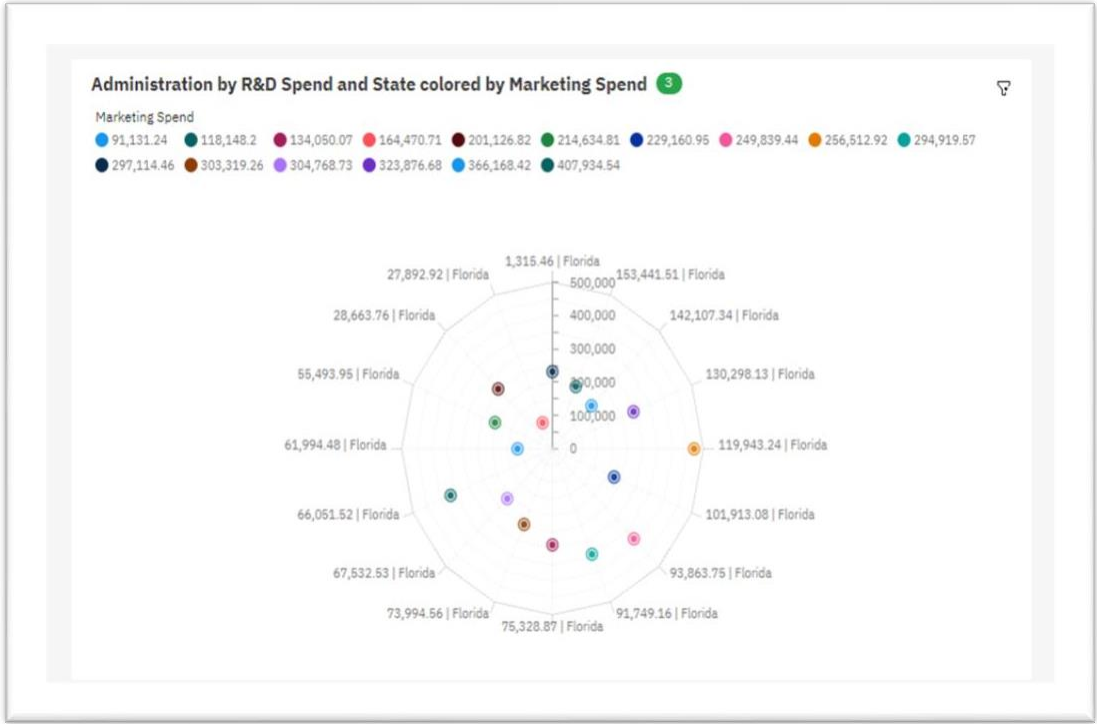 Administration by R&D Spend and State colored by Marketing Spend 3
Marketing Spend
91,131.24 118,148.2 134,050.07 164,470.71 201,126.82 214,634.81 229,160.95 249,839.44 256,512.92 294,919.57
297,114.46 303,319.26 304,768.73 323,876.68 366,168.42 407,934.54
1,315.46 | Florida
27,892.92 | Florida 153,441.51 | Florida
500,000
28,663.76 | Florida 400,000 142,107.34 | Florida
300,000
55,493.95 | Florida 130,298.13 | Florida
200,000
100,000
61,994.48 | Florida 0 119,943.24 | Florida
66,051.52 | Florida 101,913.08 | Florida
67,532.53 | Florida 93,863.75 | Florida
73,994.56 | Florida 91,749.16 | Florida
75,328.87 | Florida